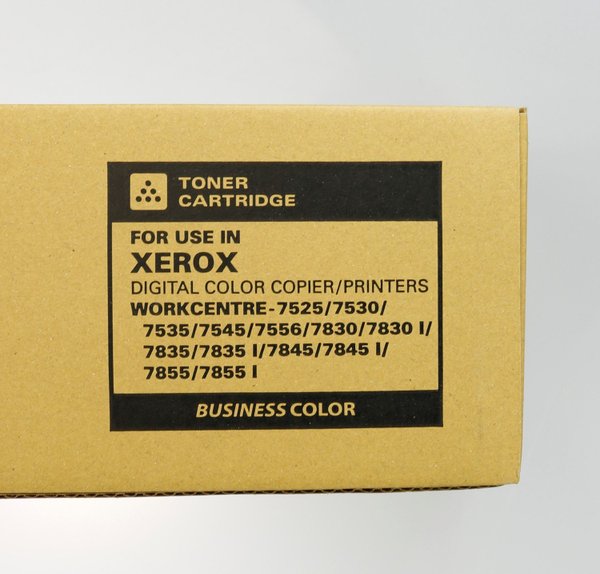 TONER
CARTRIDGE
FOR USE IN
XEROX
DIGITAL COLOR COPIER/PRINTERS
WORKCENTRE-7525/7530/
7535/7545/7556/7830/7830 I/
7835/7835 I/7845/7845 I/
7855/7855 I
BUSINESS COLOR